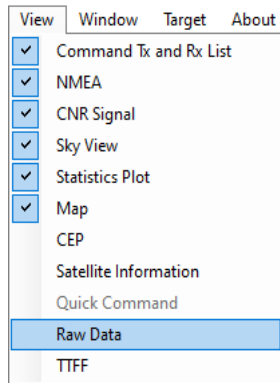 View Window Target About
Command Tx and Rx List
NMEA
CNR Signal
Sky View
Statistics Plot
Map
CEP
Satellite Information
Quick Command
Raw Data
TTFF